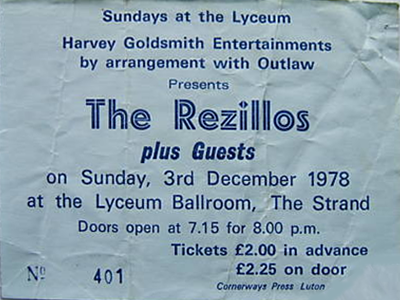 Sundays at the Lyceum
Harvey Goldsmith Entertainments
by arrangement with Outlaw
Presents
The Rezillos
plus Guests
on Sunday, 3rd December 1978
at the Lyceum Ballroom, The Strand
Doors open at 7.15 for 8.00 p.m.
Tickets £2.00 in advance
£2.25 on door
Nº 401
Cornerways Press Luton